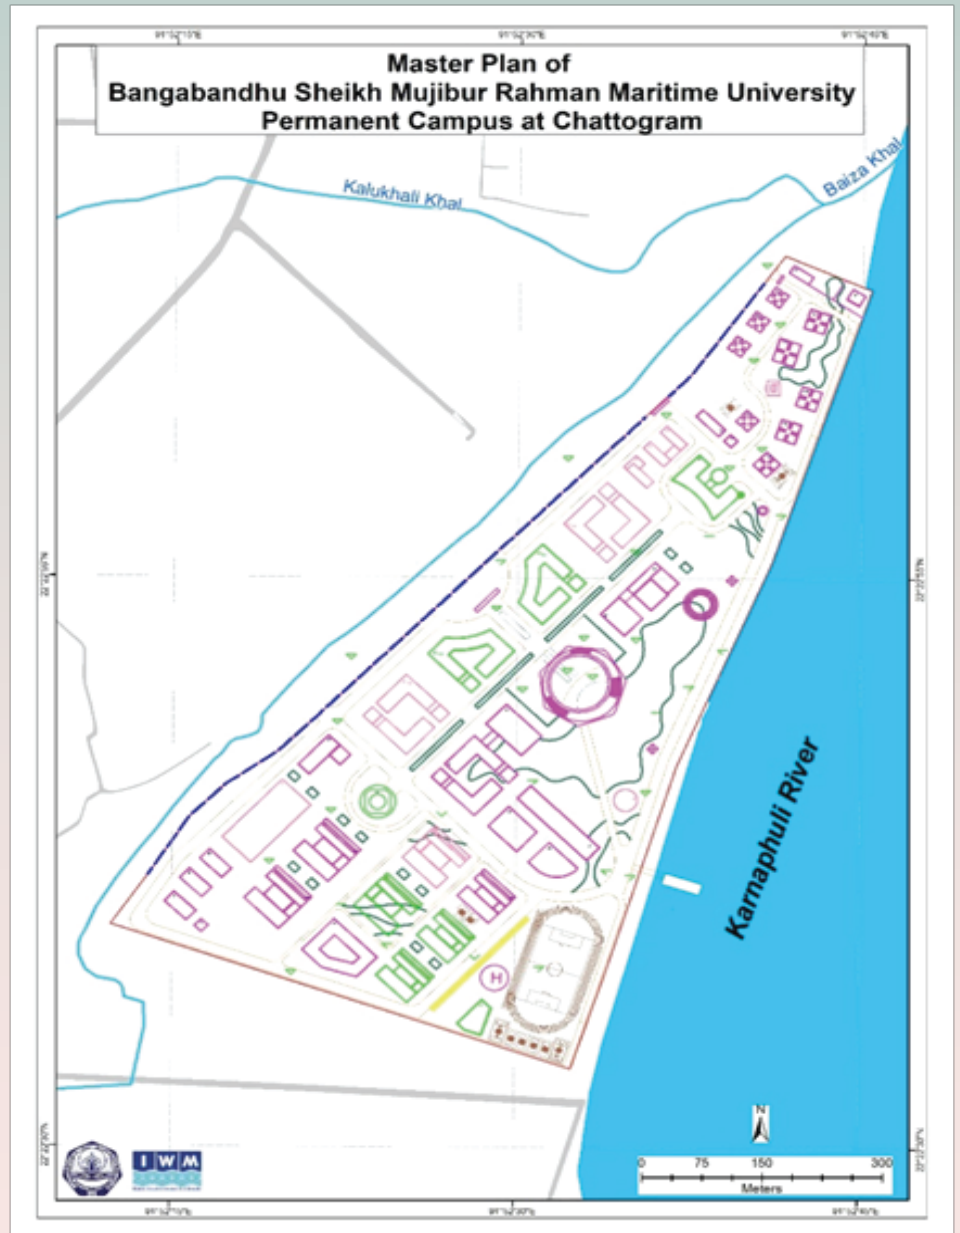 Master Plan of
Bangabandhu Sheikh Mujibur Rahman Maritime University
Permanent Campus at Chattogram
Kalukhali Khal
Baiza Khal
H
Karnaphuli River
N
IWM
0 75 150 300
Meters